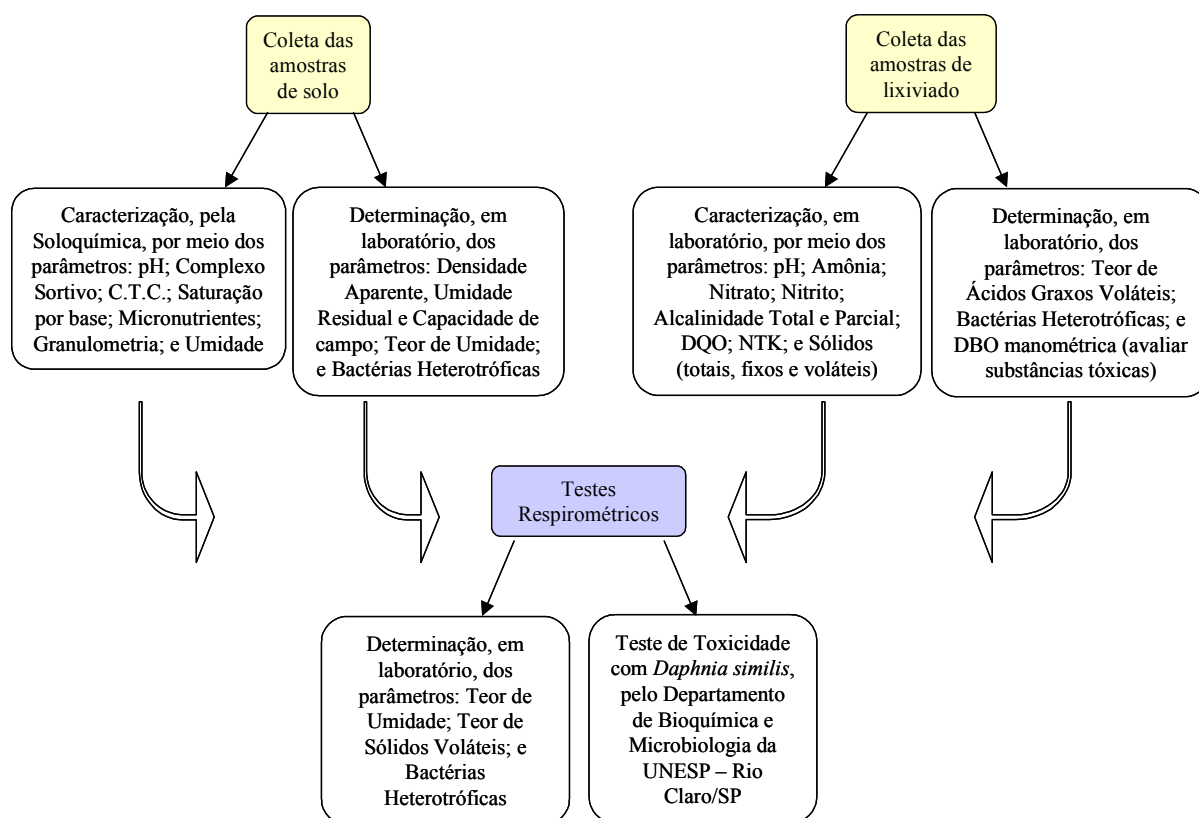 Coleta das
amostras
de solo
Coleta das
amostras de
lixiviado
Caracterização, pela
Soloquímica, por meio dos
parâmetros: pH; Complexo
Sortivo; C.T.C.; Saturação
por base; Micronutrientes;
Granulometria; e Umidade
Determinação, em
laboratório, dos
parâmetros: Densidade
Aparente, Umidade
Residual e Capacidade de
campo; Teor de Umidade;
e Bactérias Heterotróficas
Caracterização, em
laboratório, por meio dos
parâmetros: pH; Amônia;
Nitrato; Nitrito;
Alcalinidade Total e Parcial;
DQO; NTK; e Sólidos
(totais, fixos e voláteis)
Determinação, em
laboratório, dos
parâmetros: Teor de
Ácidos Graxos Voláteis;
Bactérias Heterotróficas; e
DBO manométrica (avaliar
substâncias tóxicas)
Testes
Respirométricos
Determinação, em
laboratório, dos
parâmetros: Teor de
Umidade; Teor de
Sólidos Voláteis; e
Bactérias
Heterotróficas
Teste de Toxicidade
com Daphnia similis,
pelo Departamento
de Bioquímica e
Microbiologia da
UNESP – Rio
Claro/SP